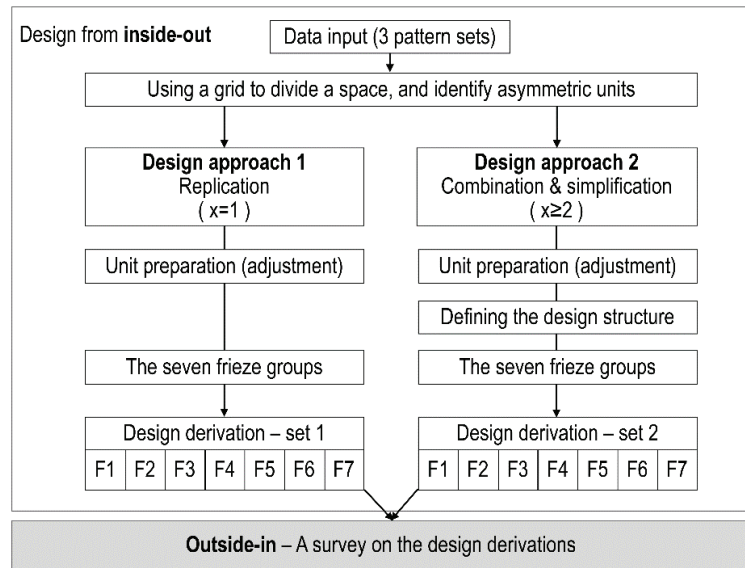 Design from inside-out
Data input (3 pattern sets)
Using a grid to divide a space, and identify asymmetric units
Design approach 1
Replication
( x=1 )
Design approach 2
Combination & simplification
( x≥2 )
Unit preparation (adjustment)
Unit preparation (adjustment)
Defining the design structure
The seven frieze groups
The seven frieze groups
Design derivation – set 1
F1 F2 F3 F4 F5 F6 F7
Design derivation – set 2
F1 F2 F3 F4 F5 F6 F7
Outside-in – A survey on the design derivations